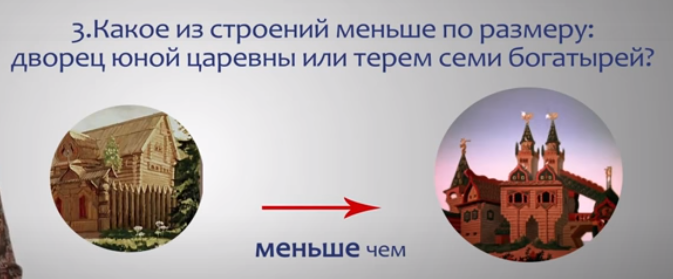 3.Какое из строений меньше по размеру:
дворец юной царевны или терем семи богатырей?
меньше чем